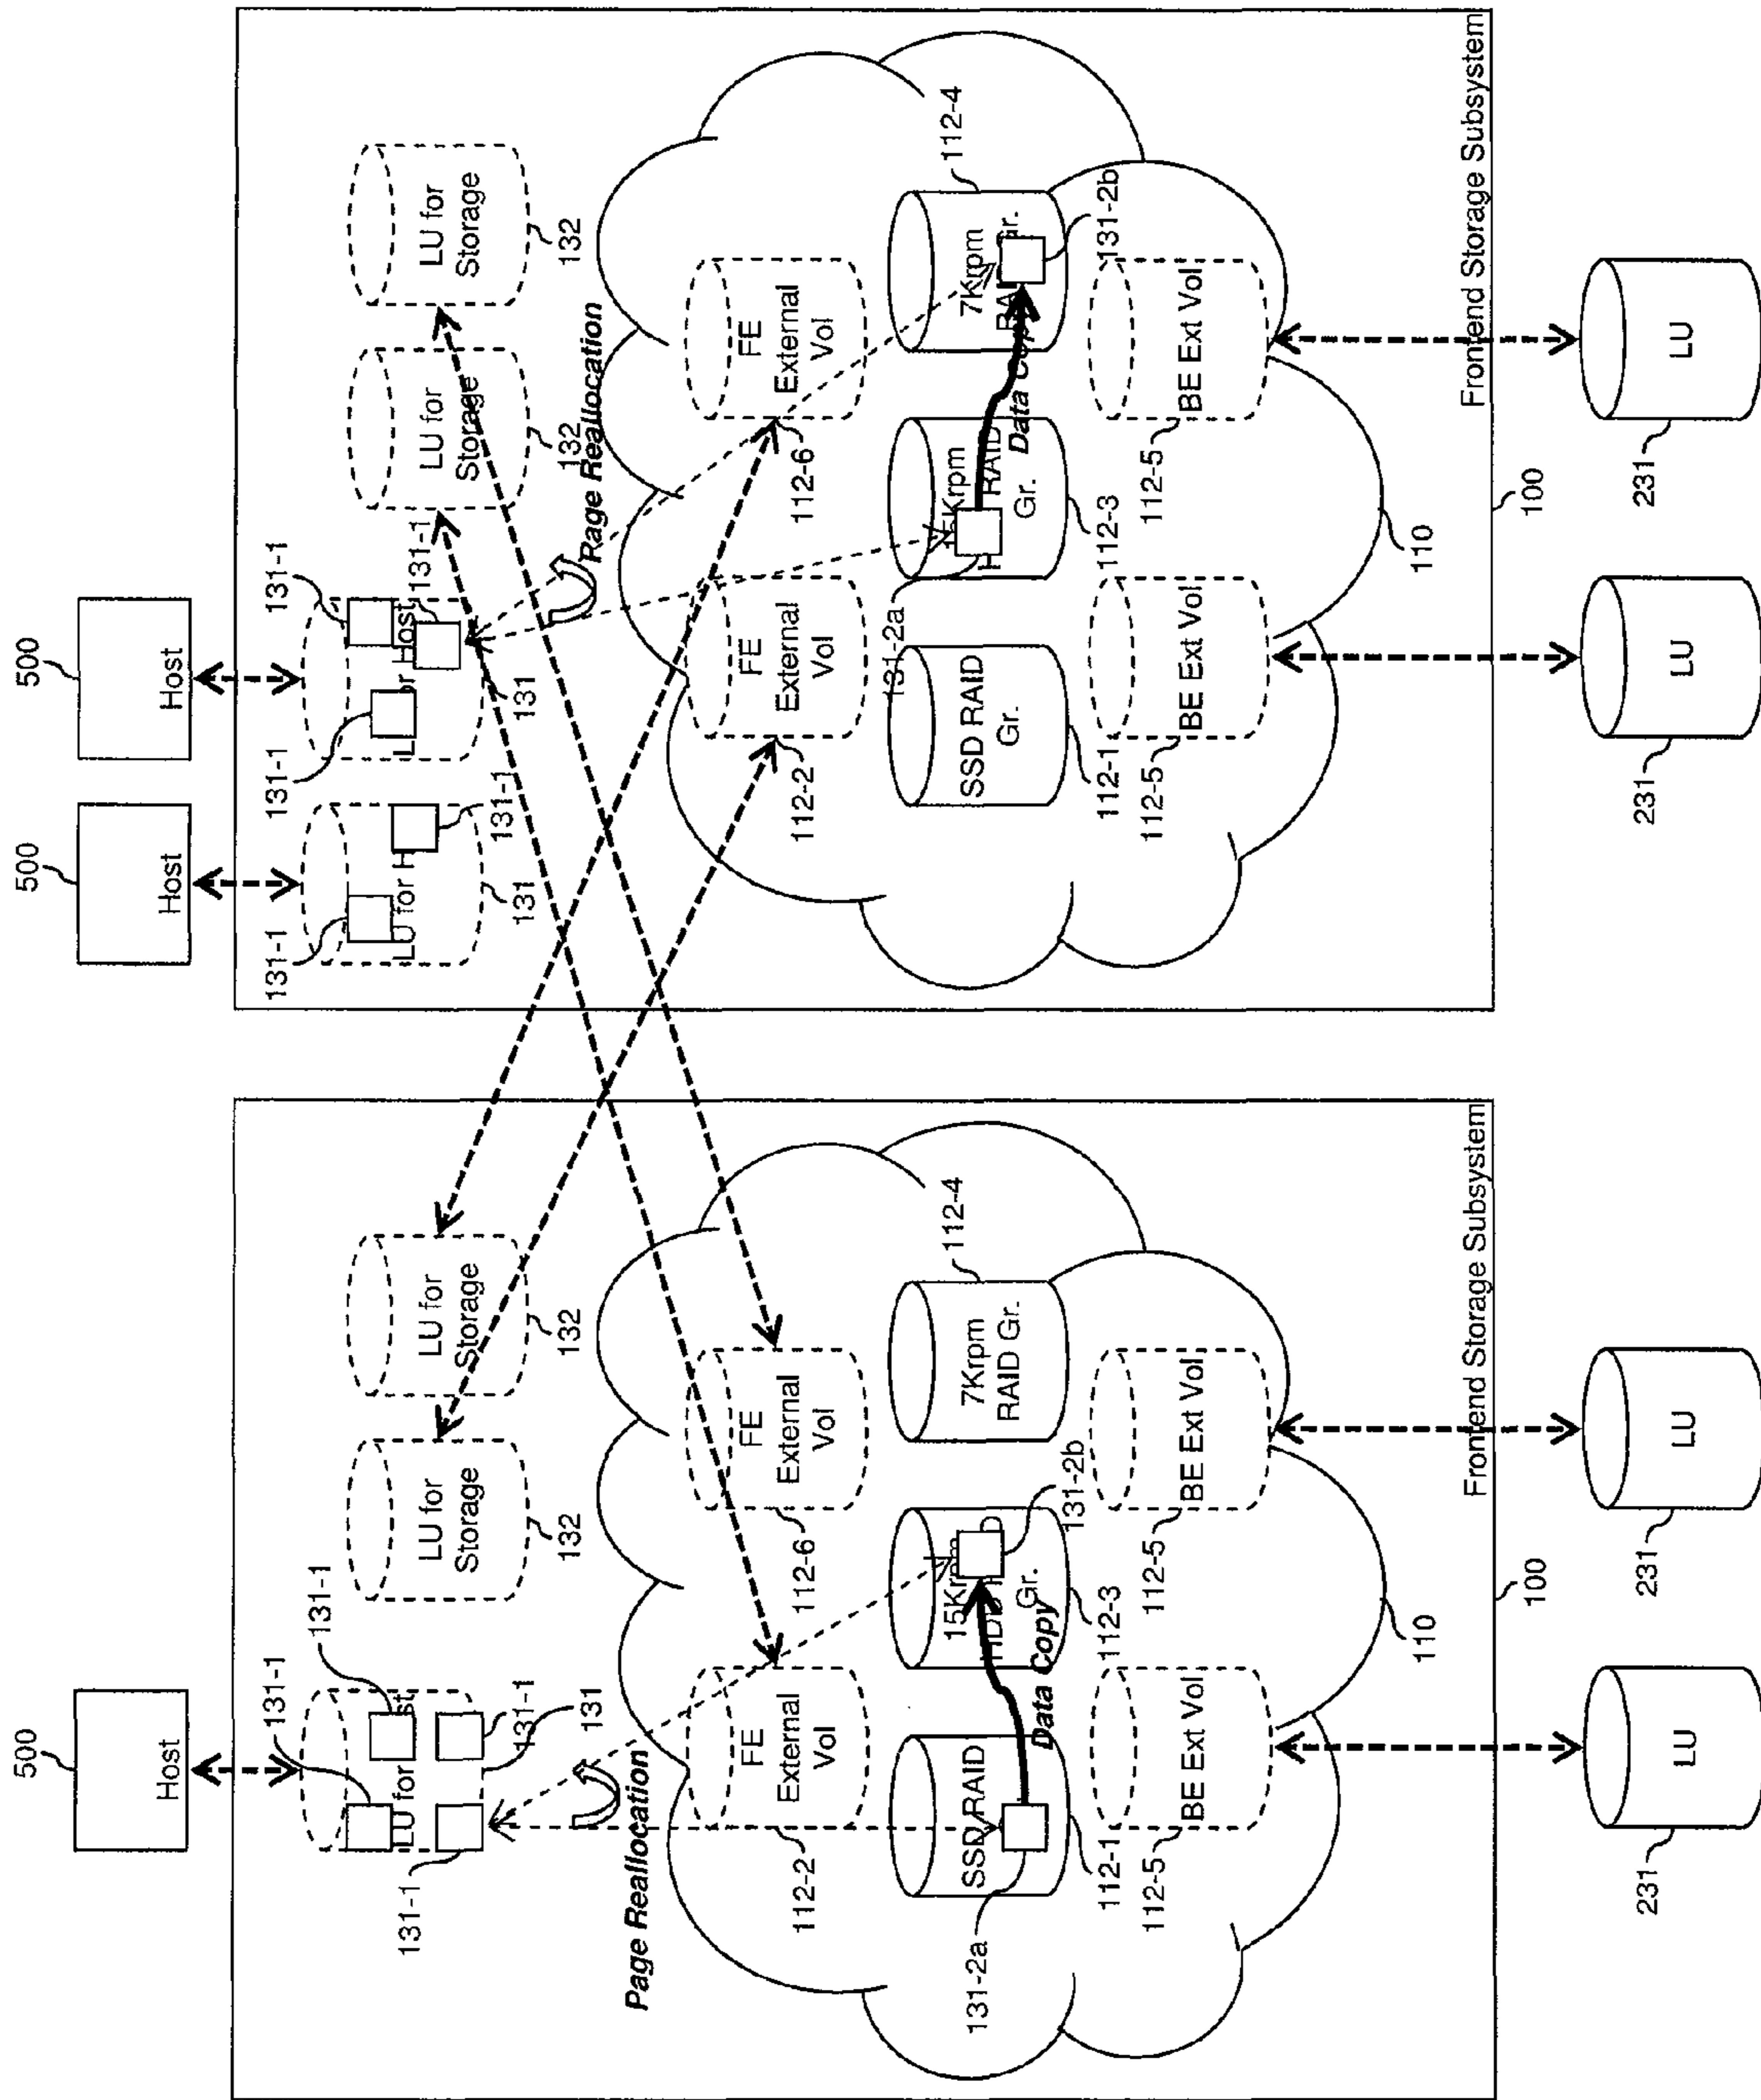 500
Host
131-1
131-1
LU for
131-1
131
131-1
LU for
Storage
132
LU for
Storage
132
Page Reallocation
FE
External
Vol
112-2
FE
External
Vol
112-6
112-4
SSD RAID
131-2a
112-1
Gr.
112-3
131-2b
7Krpm
RAID Gr.
Data Copy
BE Ext Vol
112-5
BE Ext Vol
112-5
110
Frontend Storage Subsystem
100
LU
231
LU
231
500
Host
500
Host
131-1
LU for
131-1
131
131-1
131-1
131-1
131
LU for
Storage
132
LU for
Storage
132
Rage Reallocation
FE
External
Vol
112-2
FE
External
Vol
112-6
112-4
SSD RAID
Gr.
112-1
131-2a
RAID
Gr.
112-3
7Krpm
131-2b
Data Copy
BE Ext Vol
112-5
BE Ext Vol
112-5
110
Frontend Storage Subsystem
100
LU
231
LU
231